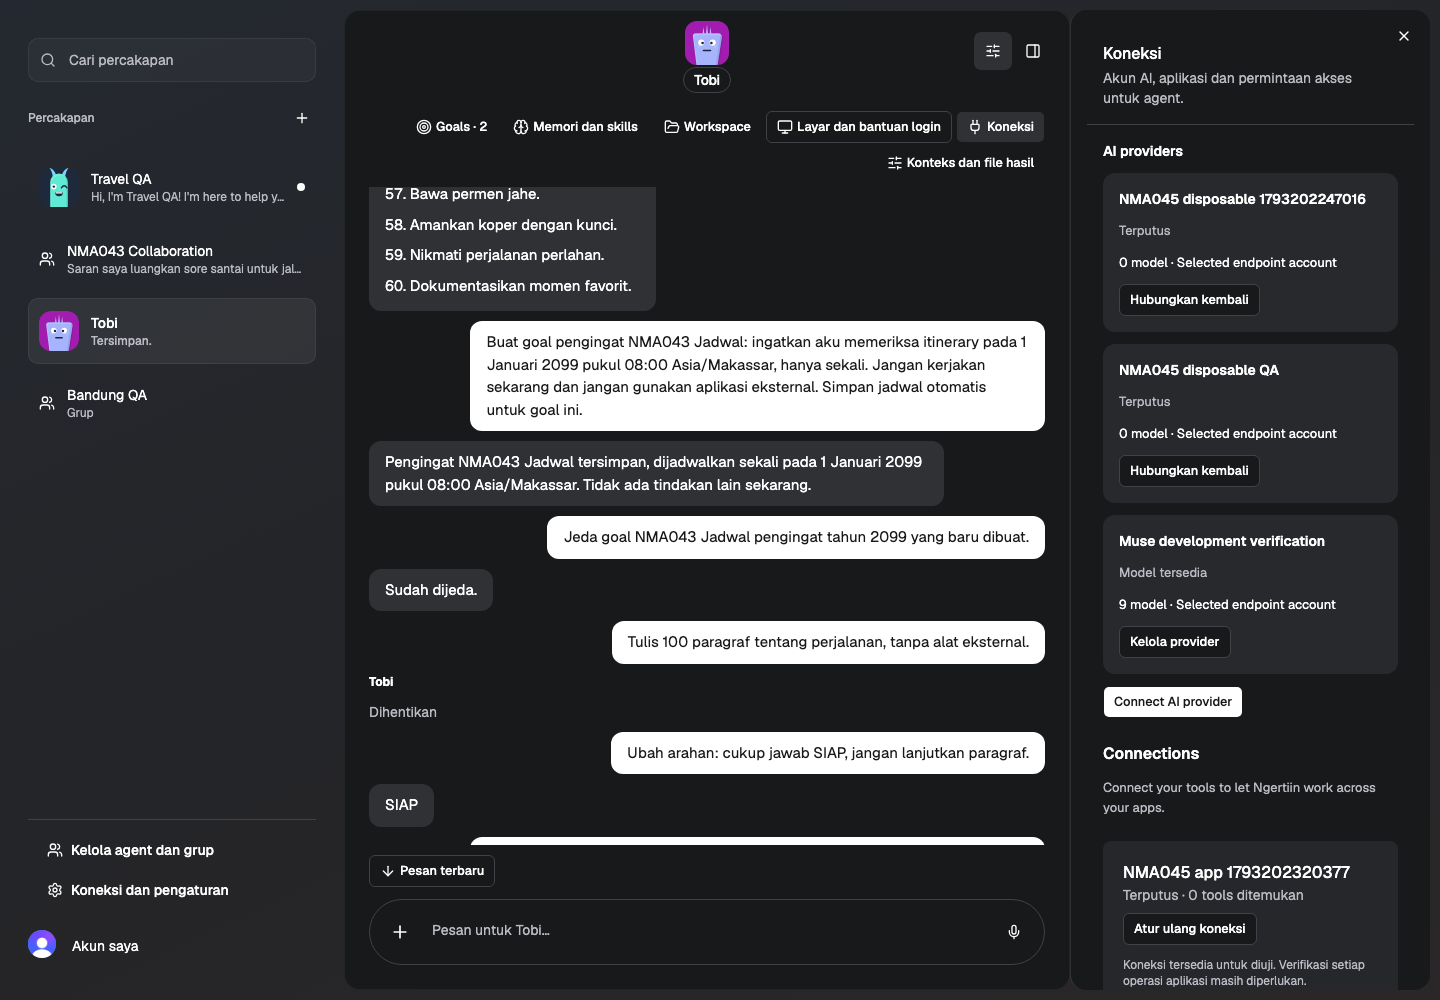 Cari percakapan
Percakapan
Travel QA
Hi, I'm Travel QA! I'm here to help y...
NMA043 Collaboration
Saran saya luangkan sore santai untuk jal...
Tobi
Tersimpan.
Bandung QA
Grup
Kelola agent dan grup
Koneksi dan pengaturan
Akun saya
Tobi
Goals · 2
Memori dan skills
Workspace
Layar dan bantuan login
Koneksi
Konteks dan file hasil
57. Bawa permen jahe.
58. Amankan koper dengan kunci.
59. Nikmati perjalanan perlahan.
60. Dokumentasikan momen favorit.
Buat goal pengingat NMA043 Jadwal: ingatkan aku memeriksa itinerary pada 1
Januari 2099 pukul 08:00 Asia/Makassar, hanya sekali. Jangan kerjakan
sekarang dan jangan gunakan aplikasi eksternal. Simpan jadwal otomatis
untuk goal ini.
Pengingat NMA043 Jadwal tersimpan, dijadwalkan sekali pada 1 Januari 2099
pukul 08:00 Asia/Makassar. Tidak ada tindakan lain sekarang.
Jeda goal NMA043 Jadwal pengingat tahun 2099 yang baru dibuat.
Sudah dijeda.
Tulis 100 paragraf tentang perjalanan, tanpa alat eksternal.
Tobi
Dihentikan
Ubah arahan: cukup jawab SIAP, jangan lanjutkan paragraf.
SIAP
Pesan terbaru
Pesan untuk Tobi...
Koneksi
Akun AI, aplikasi dan permintaan akses
untuk agent.
AI providers
NMA045 disposable 1793202247016
Terputus
0 model · Selected endpoint account
Hubungkan kembali
NMA045 disposable QA
Terputus
0 model · Selected endpoint account
Hubungkan kembali
Muse development verification
Model tersedia
9 model · Selected endpoint account
Kelola provider
Connect AI provider
Connections
Connect your tools to let Ngertiin work across
your apps.
NMA045 app 1793202320377
Terputus · 0 tools ditemukan
Atur ulang koneksi
Koneksi tersedia untuk diuji. Verifikasi setiap
operasi aplikasi masih diperlukan.